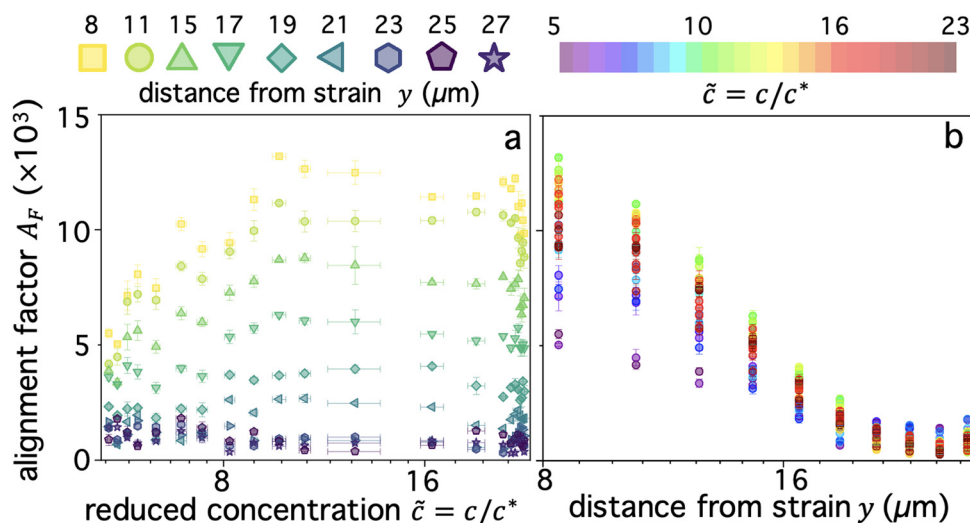 8 11 15 17 19 21 23 25 27
distance from strain y (μm)
5 10 16 23
c̃ = c/c*
alignment factor A_F (×10³)
15
10
5
0
a
8 16
reduced concentration c̃ = c/c*
b
8 16
distance from strain y (μm)